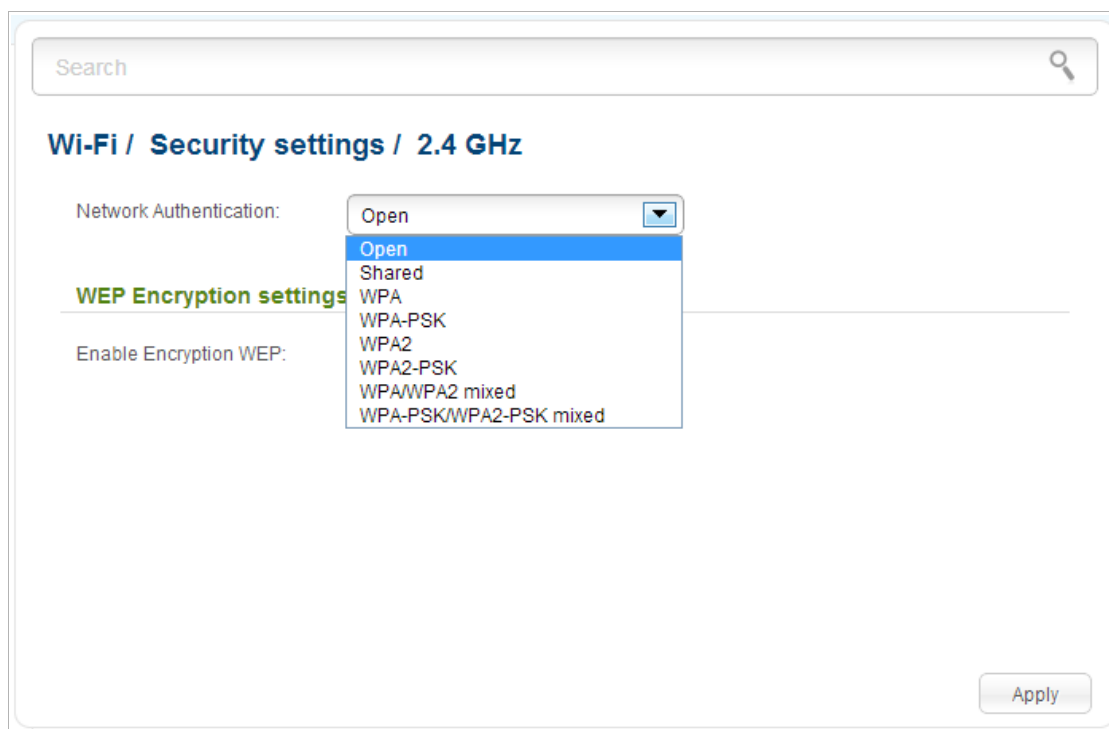 Search
Wi-Fi / Security settings / 2.4 GHz
Network Authentication: Open
Open
Shared
WEP Encryption settings
WPA
WPA-PSK
Enable Encryption WEP:
WPA2
WPA2-PSK
WPA/WPA2 mixed
WPA-PSK/WPA2-PSK mixed
Apply